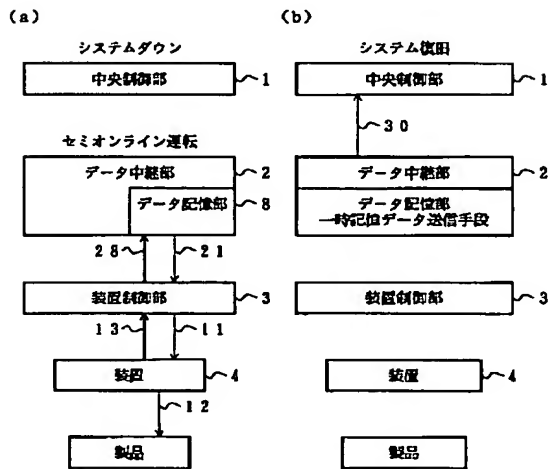 (a)
システムダウン
中央制御部
1
セミオンライン運転
データ中継部
2
データ記憶部
8
28
21
装置制御部
3
13
11
装置
4
12
製品
(b)
システム復旧
中央制御部
1
30
データ中継部
2
データ記憶部
一時記位データ送信手段
装置制御部
3
装置
4
製品